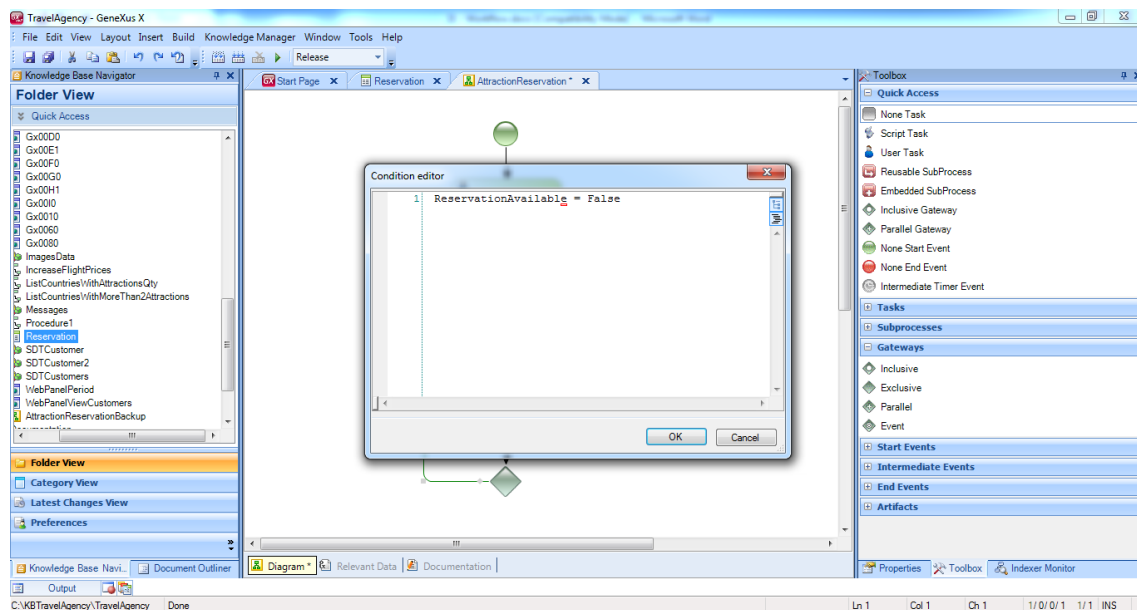 TravelAgency - GeneXus X
File Edit View Layout Insert Build Knowledge Manager Window Tools Help
Release
Knowledge Base Navigator
Folder View
Quick Access
Gx00D0
Gx00E1
Gx00F0
Gx00G0
Gx00H1
Gx00I0
Gx0010
Gx0060
Gx0080
ImagesData
IncreaseFlightPrices
ListCountriesWithAttractionsQty
ListCountriesWithMoreThan2Attractions
Messages
Procedure1
Reservation
SDTCustomer
SDTCustomer2
SDTCustomers
WebPanelPeriod
WebPanelViewCustomers
AttractionReservationBackup
Folder View
Category View
Latest Changes View
Preferences
Knowledge Base Navi...
Document Outliner
Start Page
Reservation
AttractionReservation *
Condition editor
1 ReservationAvailable = False
OK
Cancel
Diagram *
Relevant Data
Documentation
Toolbox
Quick Access
None Task
Script Task
User Task
Reusable SubProcess
Embedded SubProcess
Inclusive Gateway
Parallel Gateway
None Start Event
None End Event
Intermediate Timer Event
Tasks
Subprocesses
Gateways
Inclusive
Exclusive
Parallel
Event
Start Events
Intermediate Events
End Events
Artifacts
Properties
Toolbox
Indexer Monitor
Output
C:\KBTravelAgency\TravelAgency Done
Ln 1 Col 1 Ch 1 1/ 0/ 0/ 1 1/ 1 INS